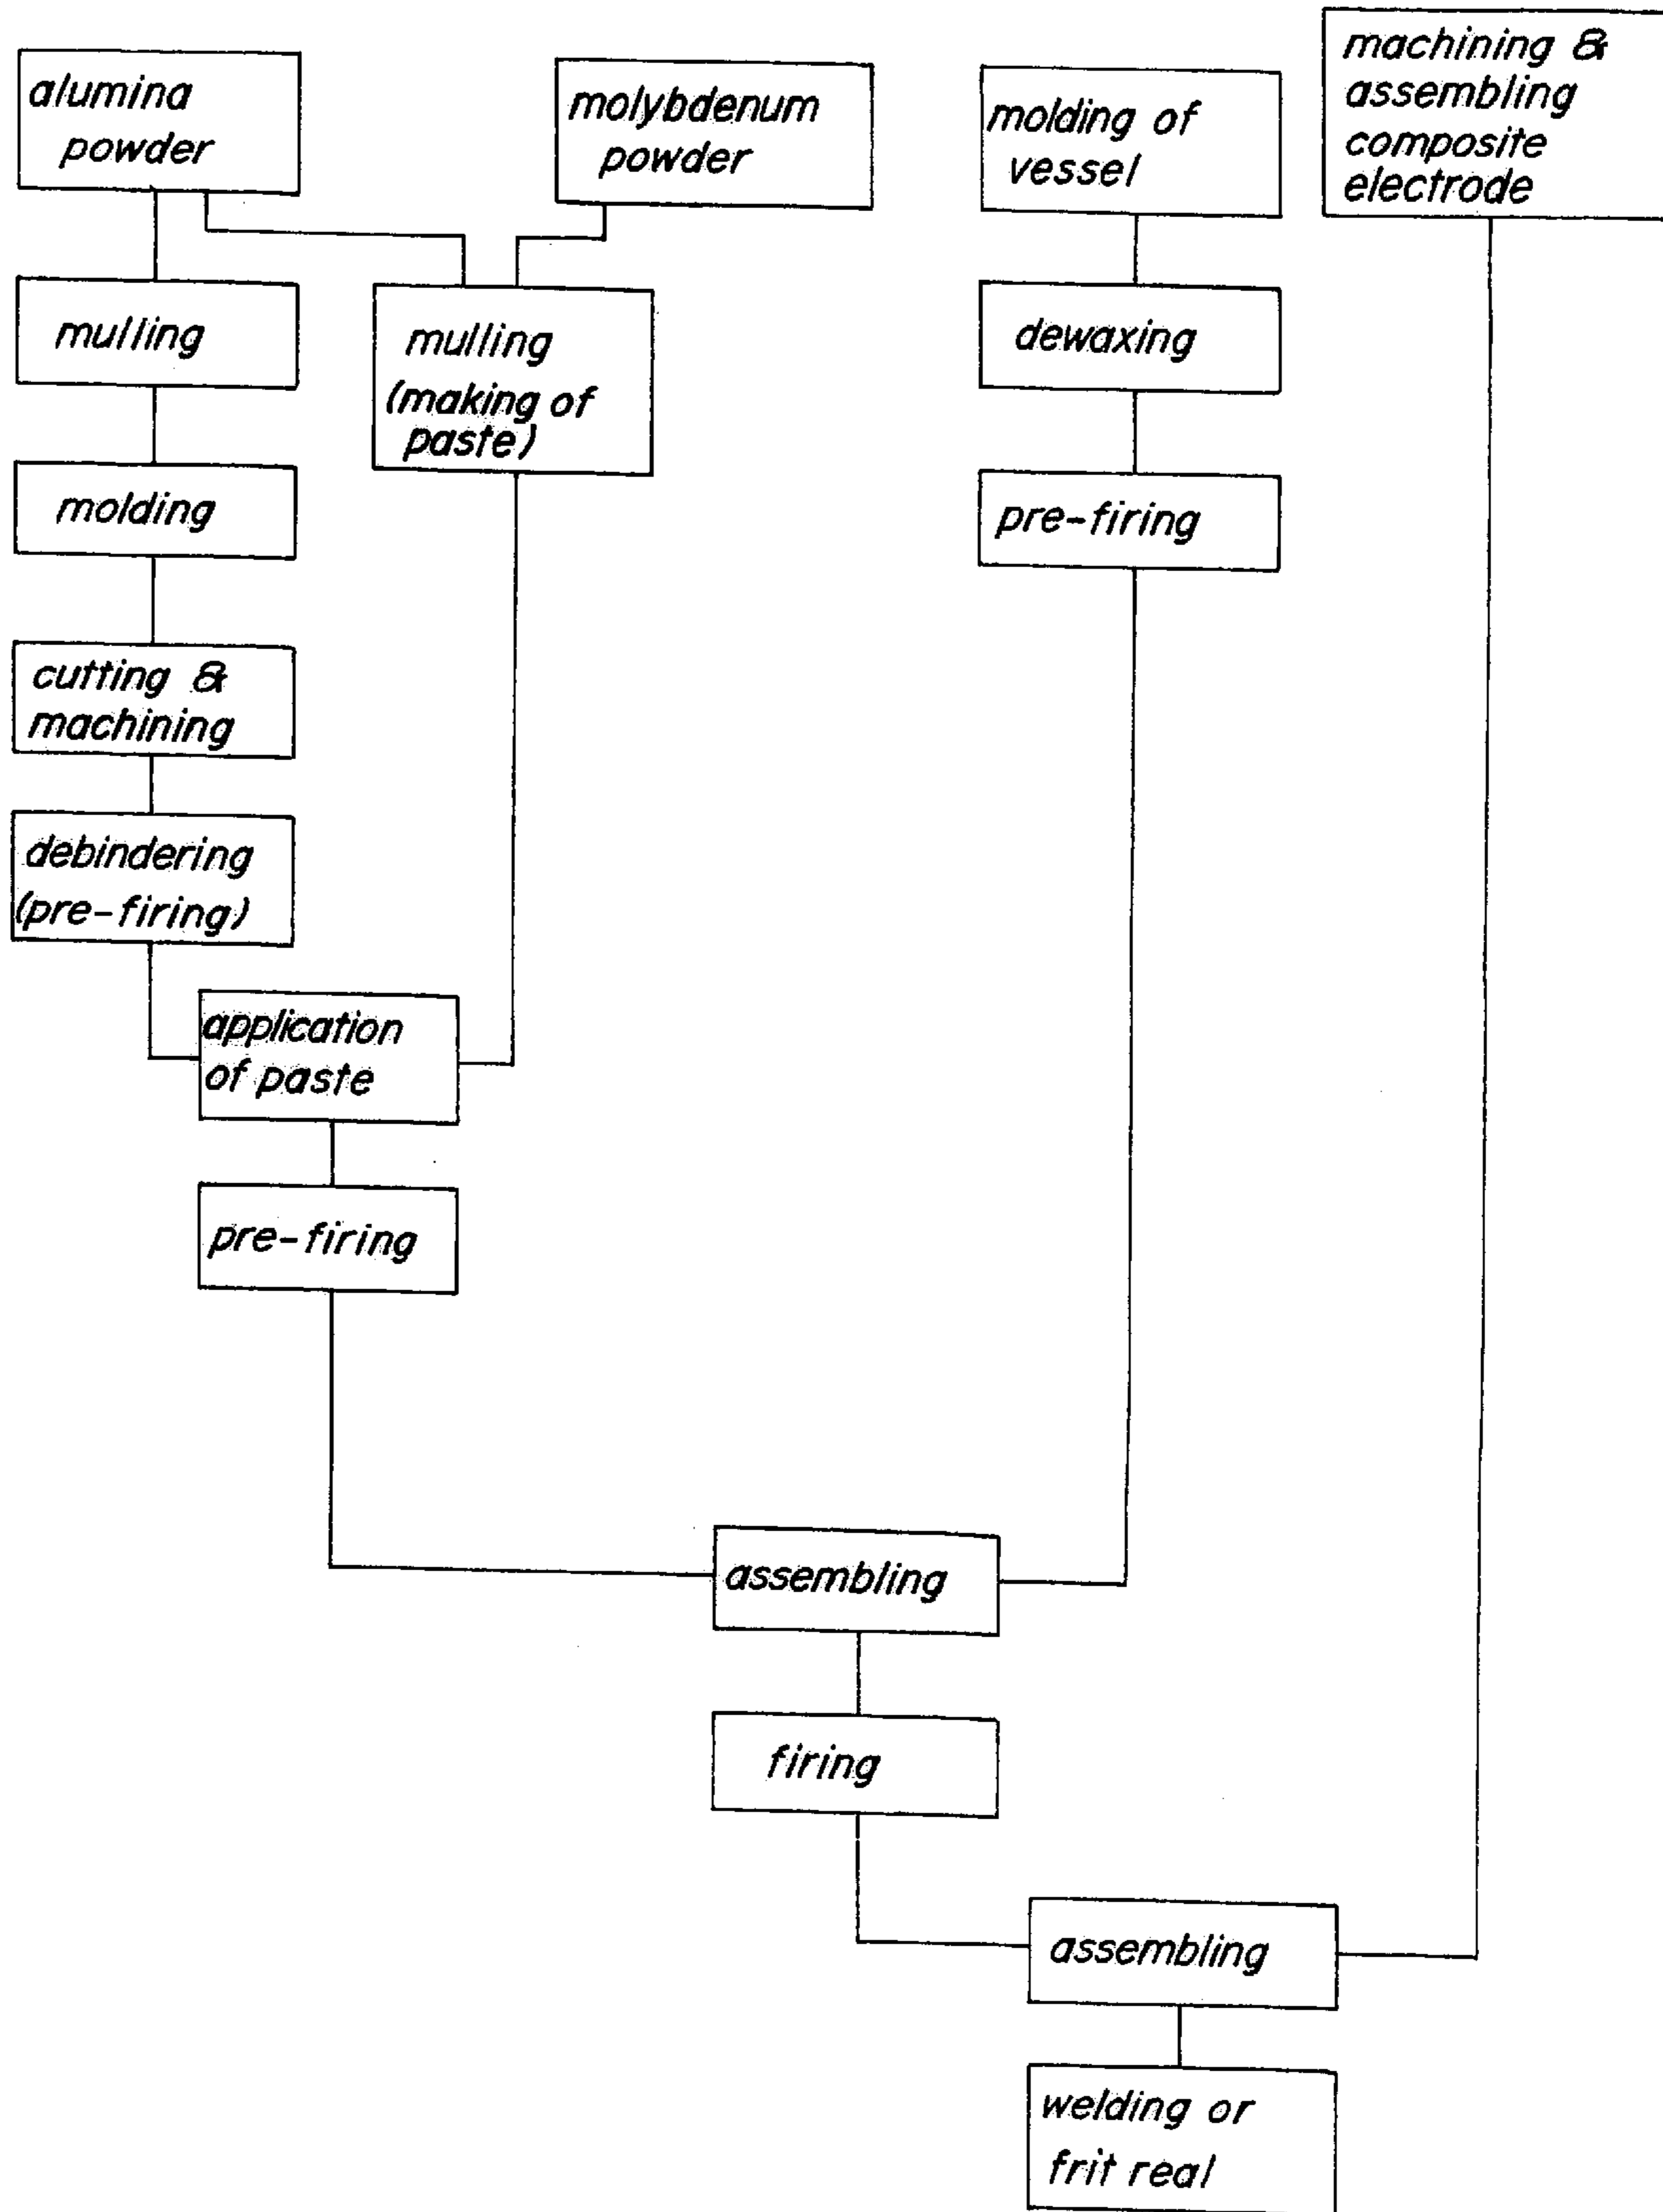 alumina
powder
molybdenum
powder
molding of
vessel
machining &
assembling
composite
electrode
mulling
mulling
(making of
paste)
dewaxing
molding
pre-firing
cutting &
machining
debindering
(pre-firing)
application
of paste
pre-firing
assembling
firing
assembling
welding or
frit real